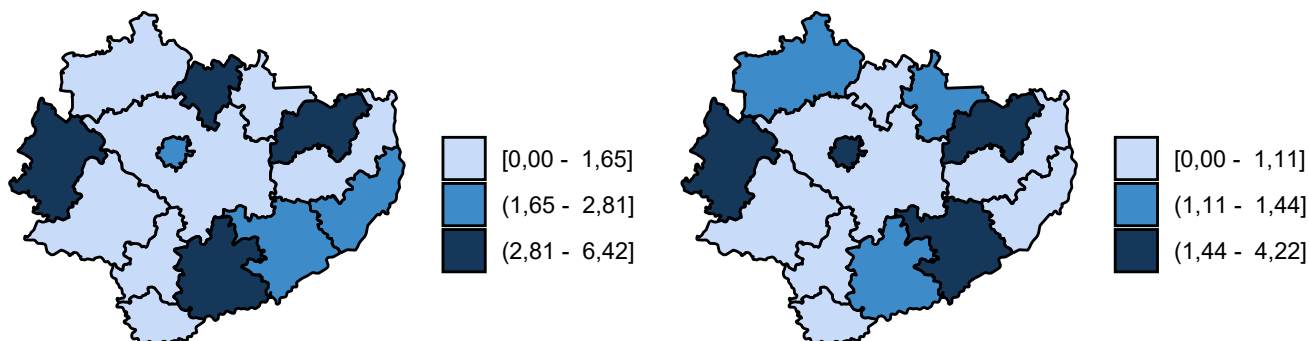 [0,00 - 1,65]
(1,65 - 2,81]
(2,81 - 6,42]
[0,00 - 1,11]
(1,11 - 1,44]
(1,44 - 4,22]